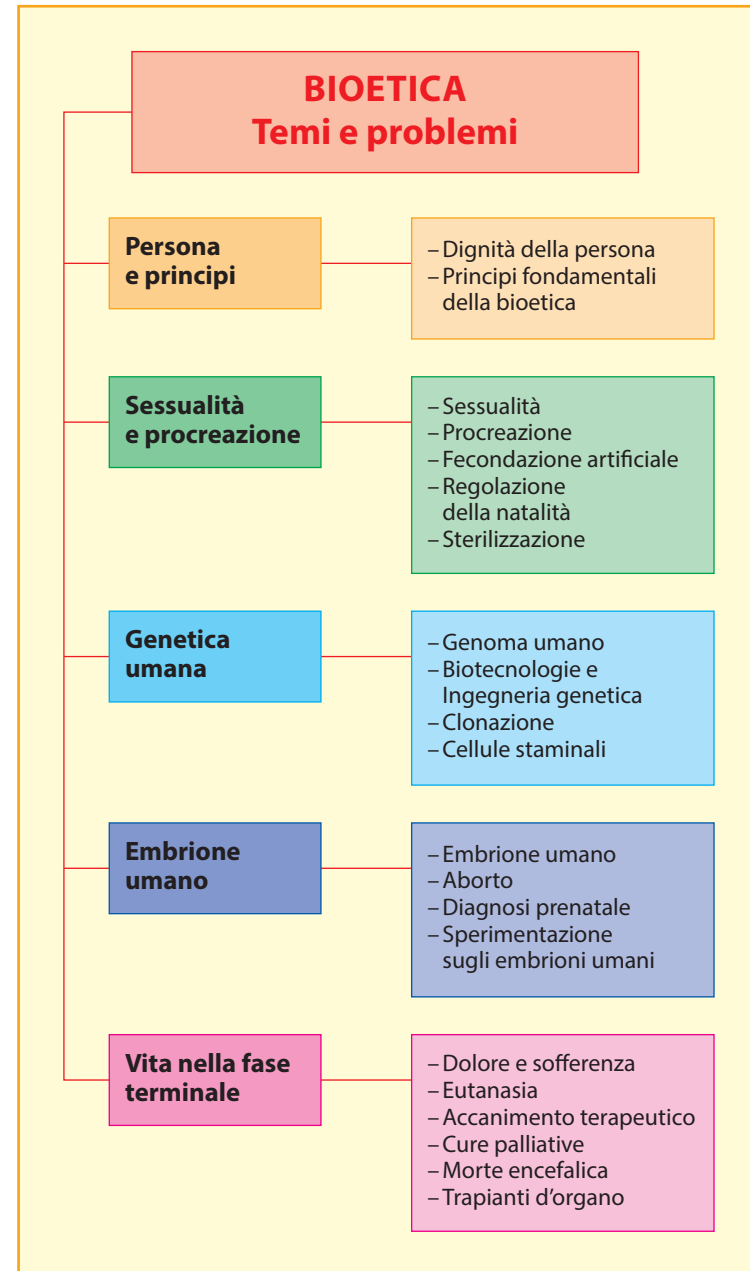 BIOETICA
Temi e problemi
Persona
e principi
– Dignità della persona
– Principi fondamentali
della bioetica
Sessualità
e procreazione
– Sessualità
– Procreazione
– Fecondazione artificiale
– Regolazione
della natalità
– Sterilizzazione
Genetica
umana
– Genoma umano
– Biotecnologie e
Ingegneria genetica
– Clonazione
– Cellule staminali
Embrione
umano
– Embrione umano
– Aborto
– Diagnosi prenatale
– Sperimentazione
sugli embrioni umani
Vita nella fase
terminale
– Dolore e sofferenza
– Eutanasia
– Accanimento terapeutico
– Cure palliative
– Morte encefalica
– Trapianti d'organo